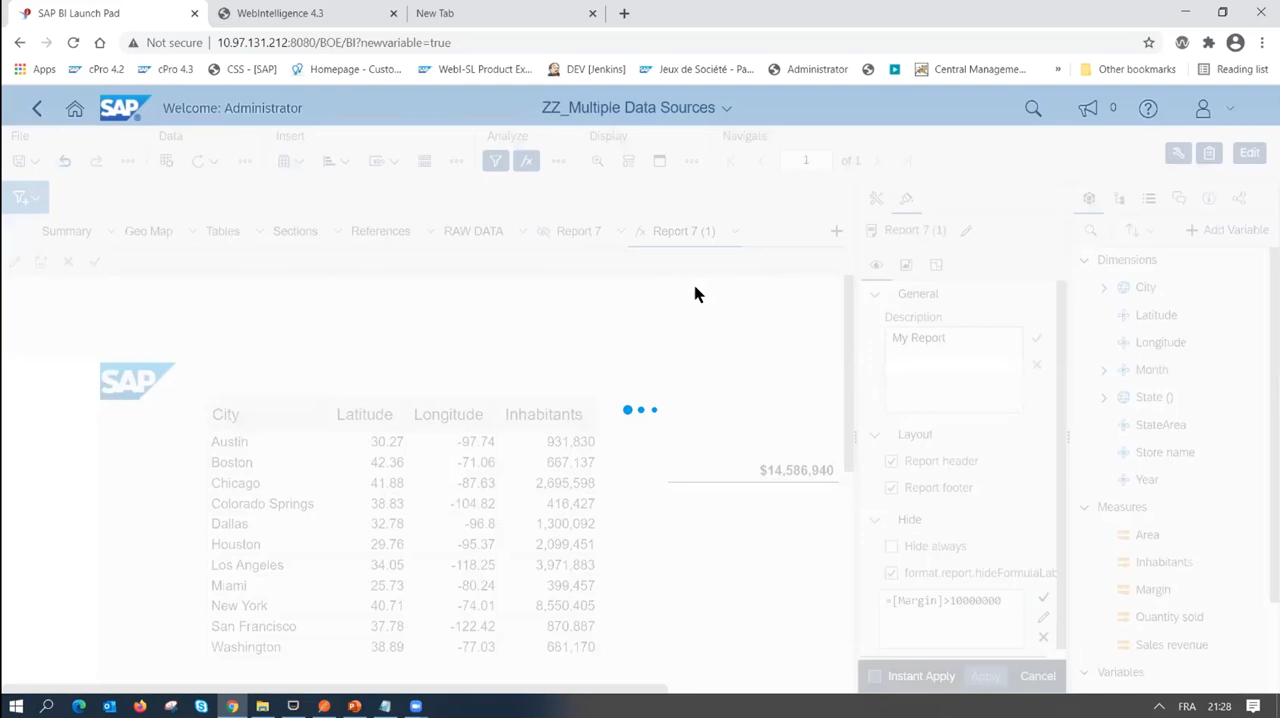 SAP BI Launch Pad
WebIntelligence 4.3
New Tab
Not secure 10.97.131.212:8080/BOE/BI?newvariable=true
Apps cPro 4.2 cPro 4.3 CSS - [SAP] Homepage - Custo... WebI-SL Product Ex... DEV [Jenkins] Jeux de Société - Pa... Administrator Central Manageme... » Other bookmarks Reading list
SAP Welcome: Administrator ZZ_Multiple Data Sources 0
File Data Insert Analyze Display Navigate
1 of 1 Edit
Summary Geo Map Tables Sections References RAW DATA Report 7 Report 7 (1)
SAP
City Latitude Longitude Inhabitants
Austin 30.27 -97.74 931,830
Boston 42.36 -71.06 667,137
Chicago 41.88 -87.63 2,695,598
Colorado Springs 38.83 -104.82 416,427
Dallas 32.78 -96.8 1,300,092
Houston 29.76 -95.37 2,099,451
Los Angeles 34.05 -118.25 3,971,883
Miami 25.73 -80.24 399,457
New York 40.71 -74.01 8,550,405
San Francisco 37.78 -122.42 870,887
Washington 38.89 -77.03 681,170
$14,586,940
Report 7 (1)
General
Description
My Report
Layout
Report header
Report footer
Hide
Hide always
format.report.hideFormulaLab
=[Margin]>10000000
Instant Apply Apply Cancel
Add Variable
Dimensions
City
Latitude
Longitude
Month
State ()
StateArea
Store name
Year
Measures
Area
Inhabitants
Margin
Quantity sold
Sales revenue
Variables
FRA 21:28